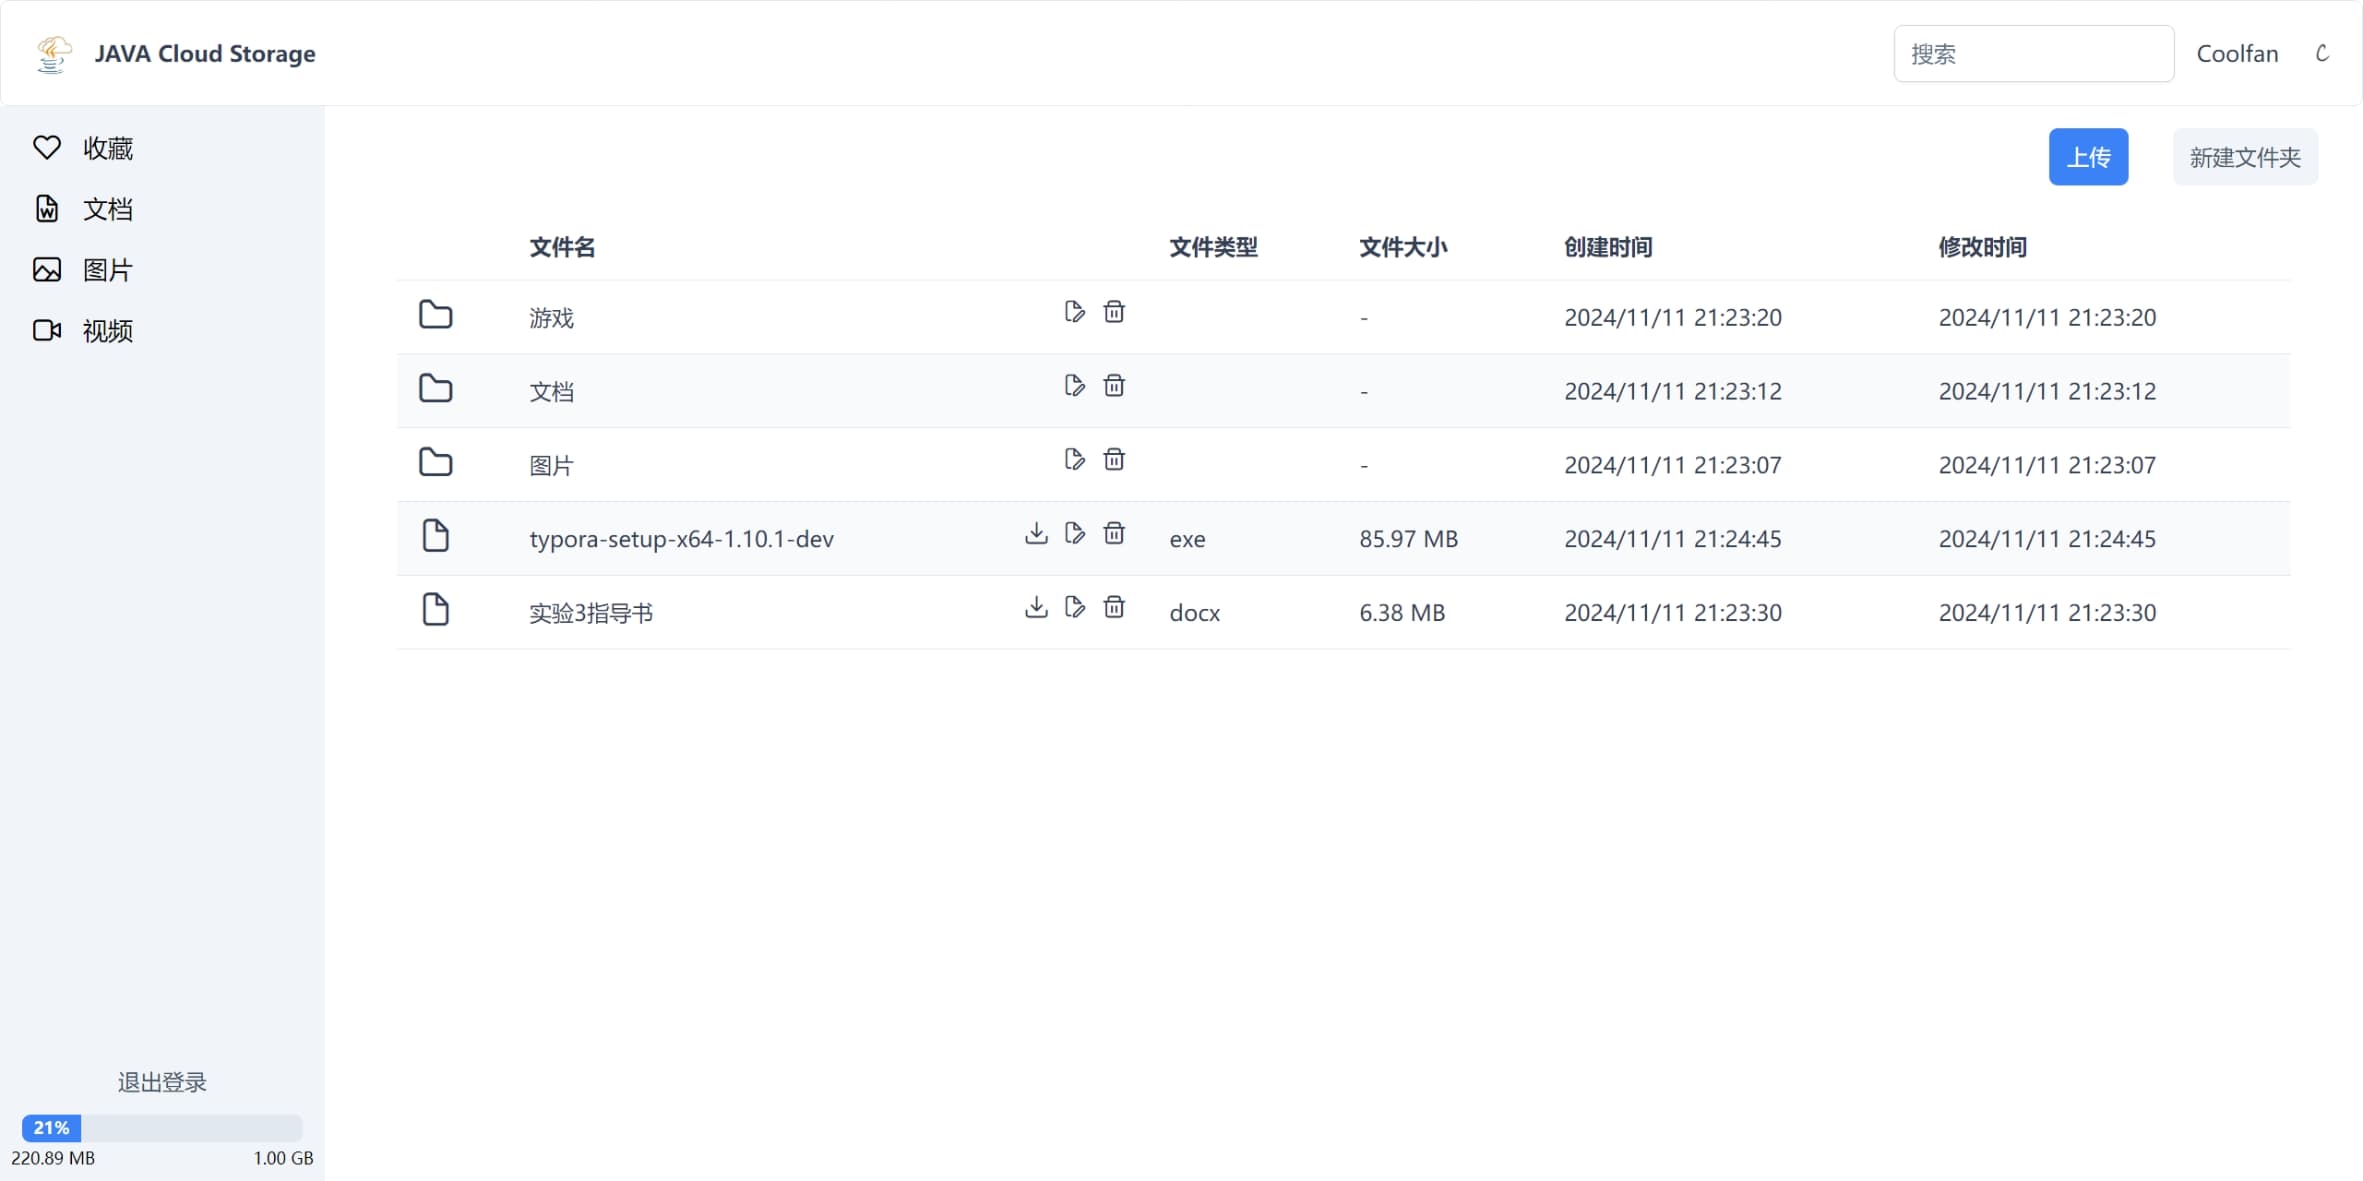 JAVA Cloud Storage
搜索
Coolfan
C
收藏
文档
图片
视频
上传
新建文件夹
文件名 文件类型 文件大小 创建时间 修改时间
游戏 - 2024/11/11 21:23:20 2024/11/11 21:23:20
文档 - 2024/11/11 21:23:12 2024/11/11 21:23:12
图片 - 2024/11/11 21:23:07 2024/11/11 21:23:07
typora-setup-x64-1.10.1-dev exe 85.97 MB 2024/11/11 21:24:45 2024/11/11 21:24:45
实验3指导书 docx 6.38 MB 2024/11/11 21:23:30 2024/11/11 21:23:30
退出登录
21%
220.89 MB 1.00 GB